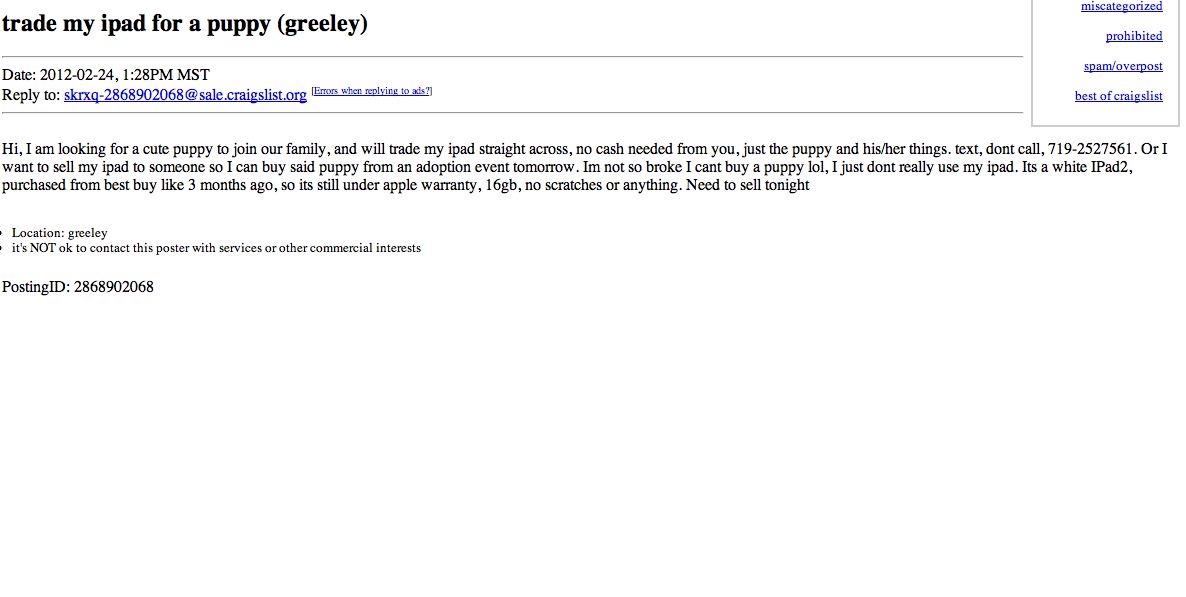 miscategorized
trade my ipad for a puppy (greeley)
prohibited
spam/overpost
best of craigslist
Date: 2012-02-24, 1:28PM MST
Reply to: skrxq-2868902068@sale.craigslist.org [Errors when replying to ads?]
Hi, I am looking for a cute puppy to join our family, and will trade my ipad straight across, no cash needed from you, just the puppy and his/her things. text, dont call, 719-2527561. Or I
want to sell my ipad to someone so I can buy said puppy from an adoption event tomorrow. Im not so broke I cant buy a puppy lol, I just dont really use my ipad. Its a white IPad2,
purchased from best buy like 3 months ago, so its still under apple warranty, 16gb, no scratches or anything. Need to sell tonight
Location: greeley
it's NOT ok to contact this poster with services or other commercial interests
PostingID: 2868902068